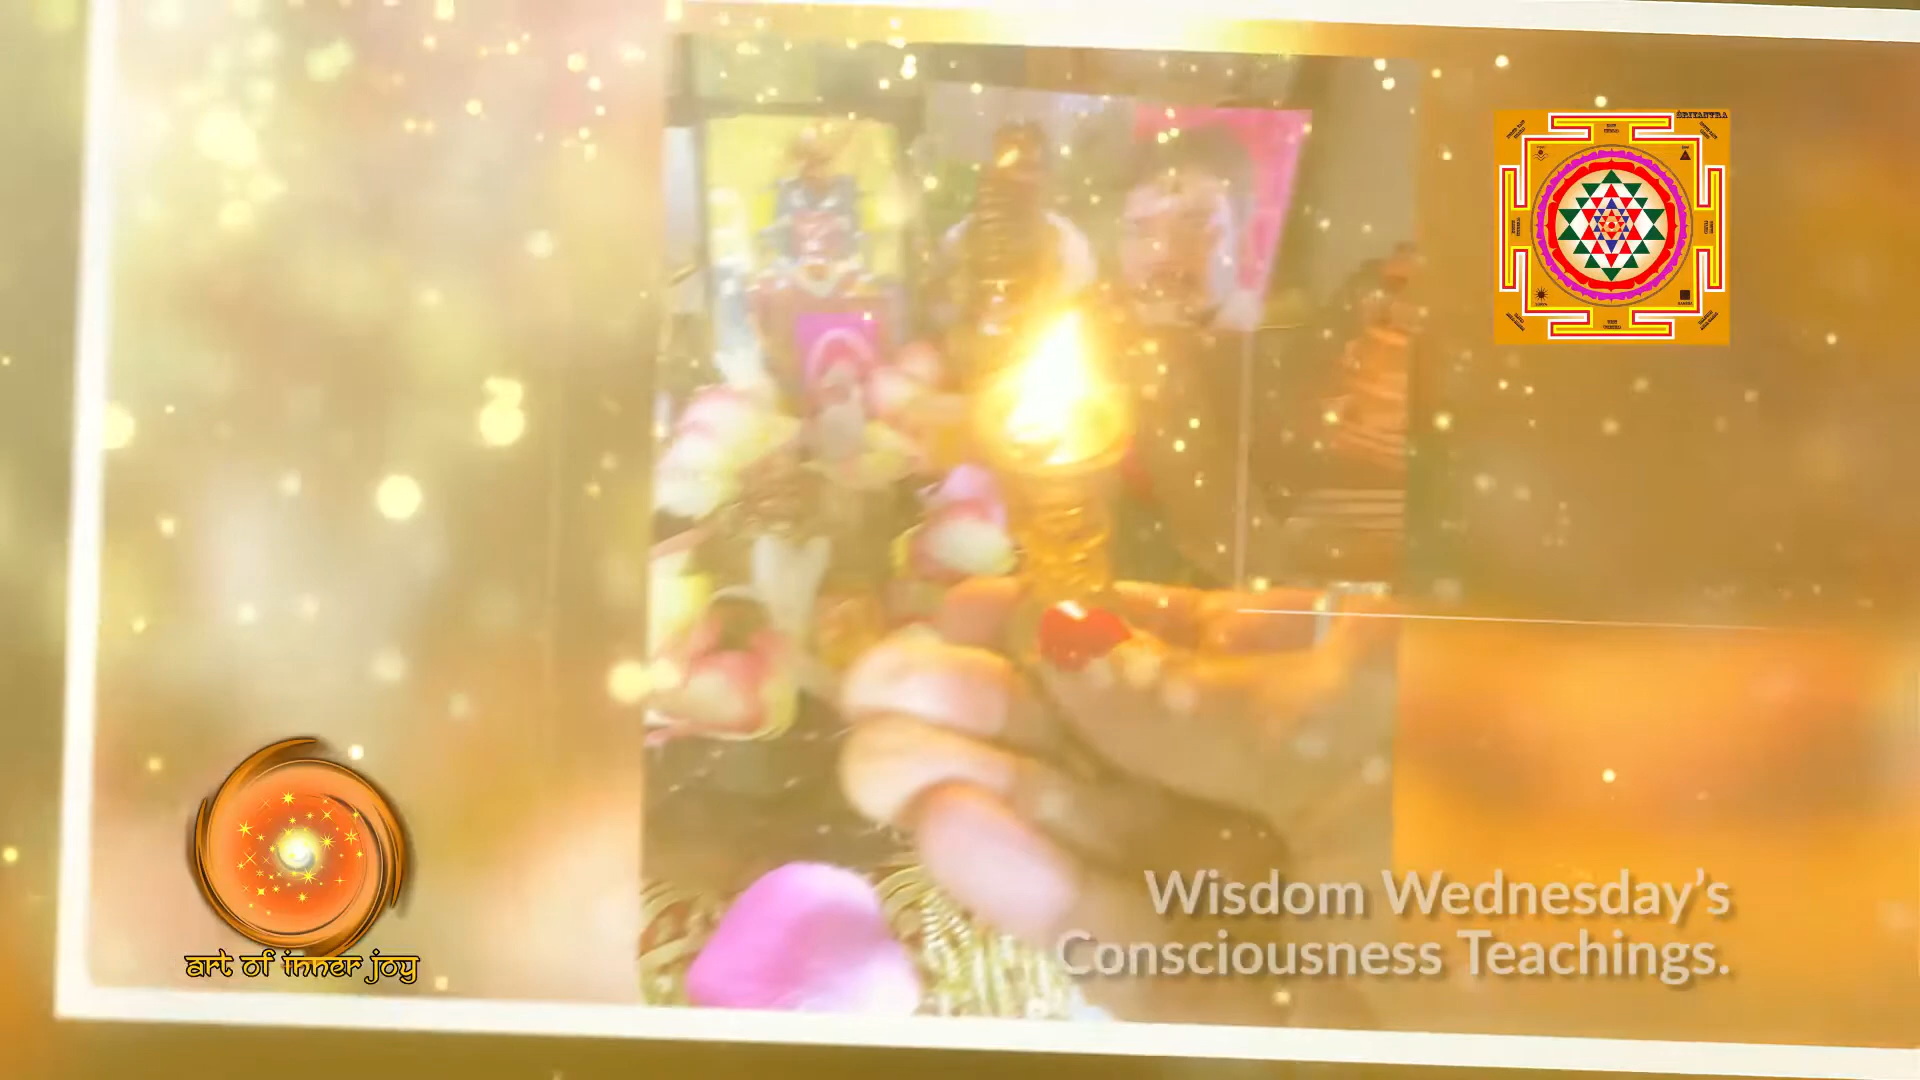 SRIYANTRA
art of inner joy
Wisdom Wednesday's
Consciousness Teachings.